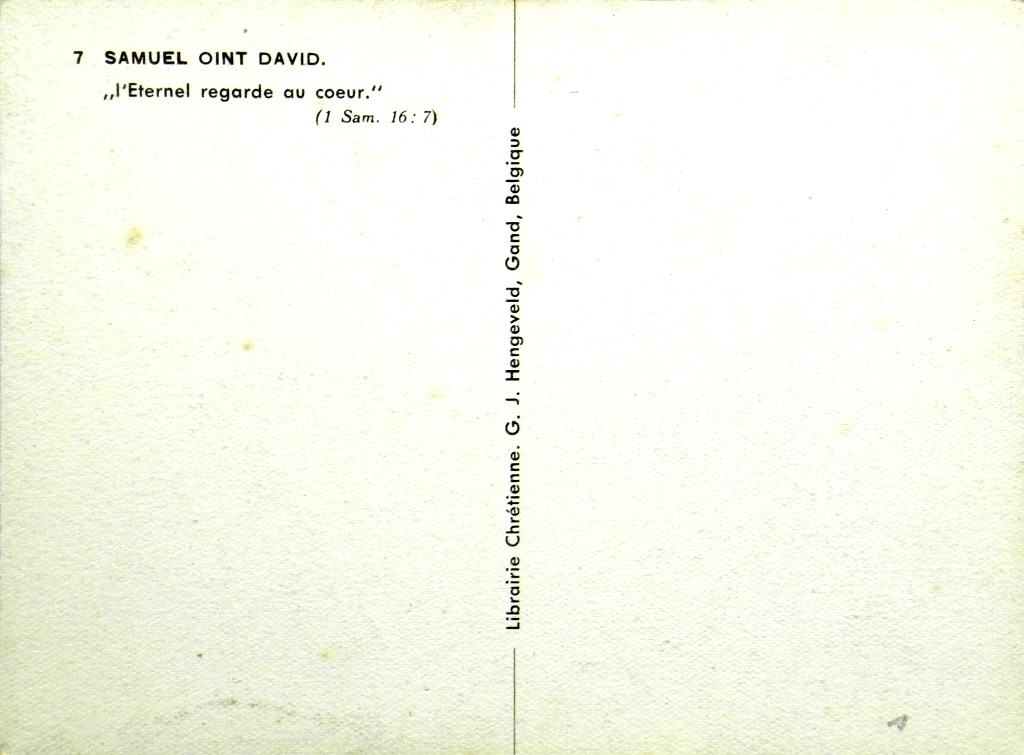 7 SAMUEL OINT DAVID.
„l'Eternel regarde au coeur."
(1 Sam. 16: 7)
Librairie Chrétienne. G. J. Hengeveld, Gand, Belgique